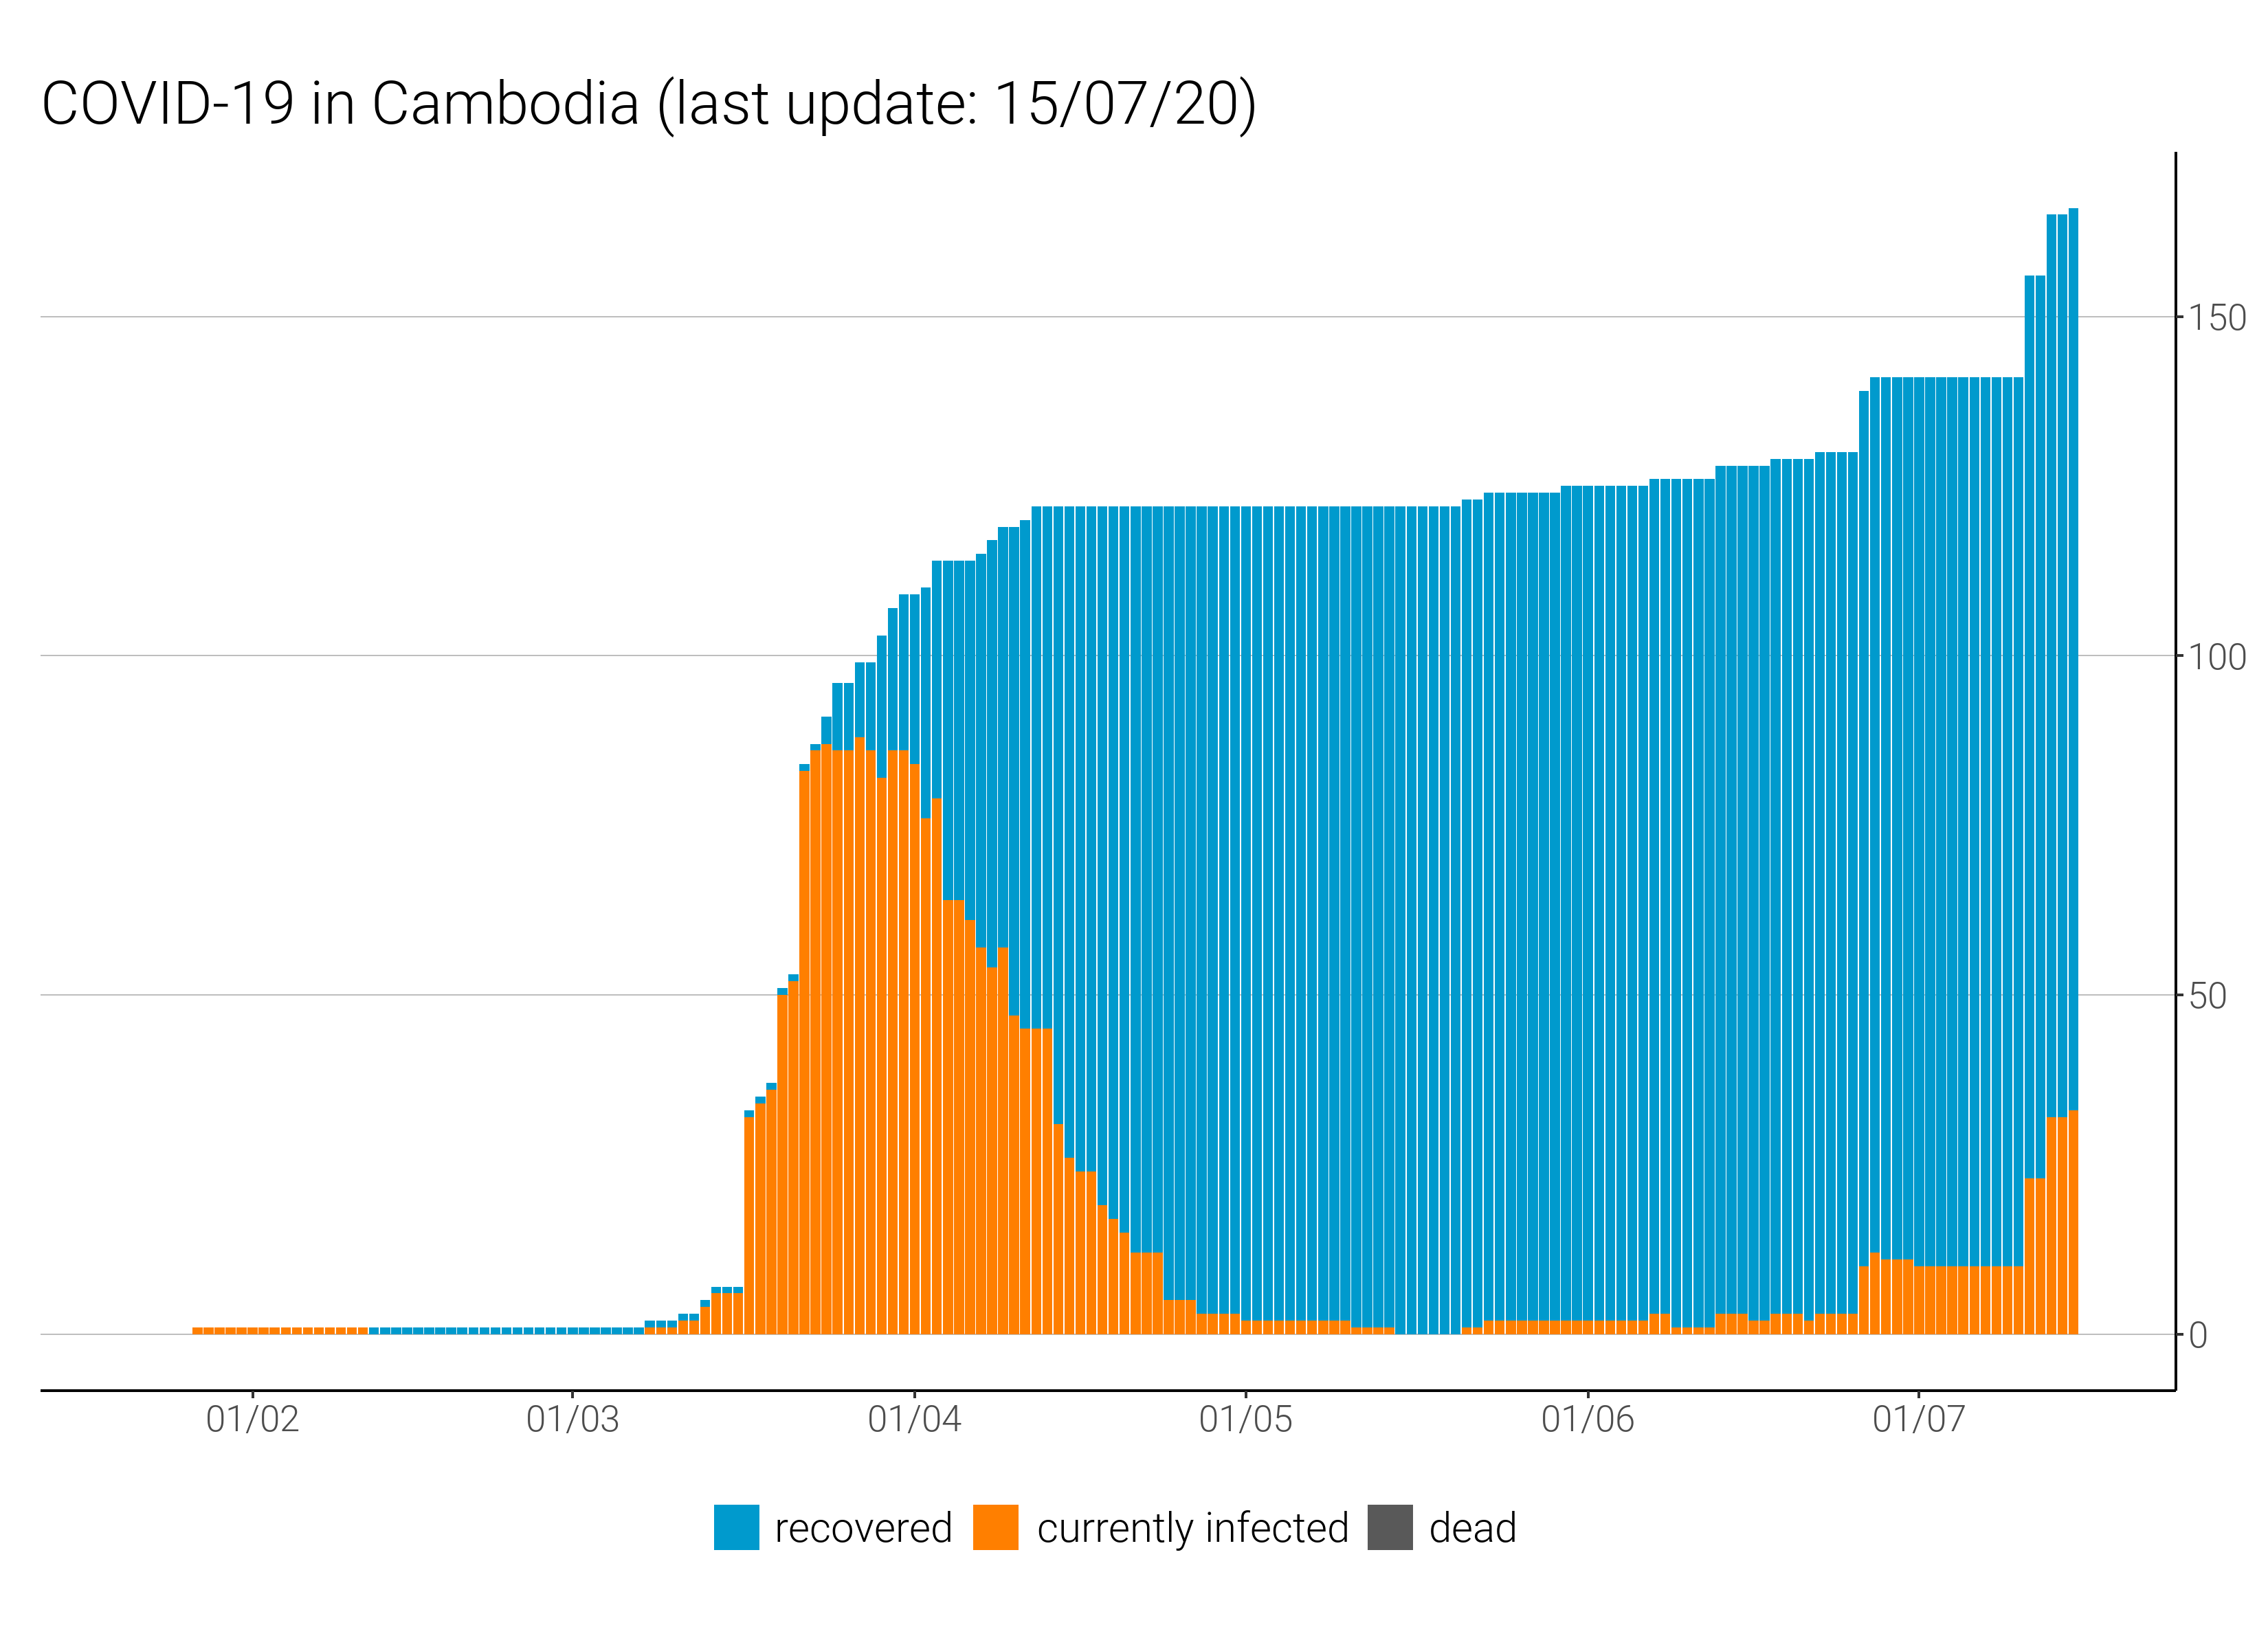 COVID-19 in Cambodia (last update: 15/07/20)
150
100
50
0
01/02 01/03 01/04 01/05 01/06 01/07
recovered currently infected dead